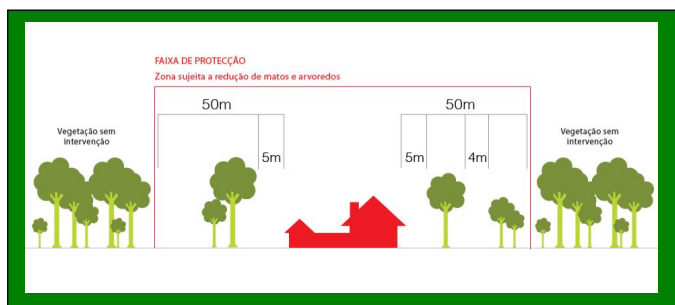 FAIXA DE PROTECÇÃO
Zona sujeita a redução de matos e arvoredos
50m
50m
Vegetação sem
intervenção
Vegetação sem
intervenção
5m
5m
4m